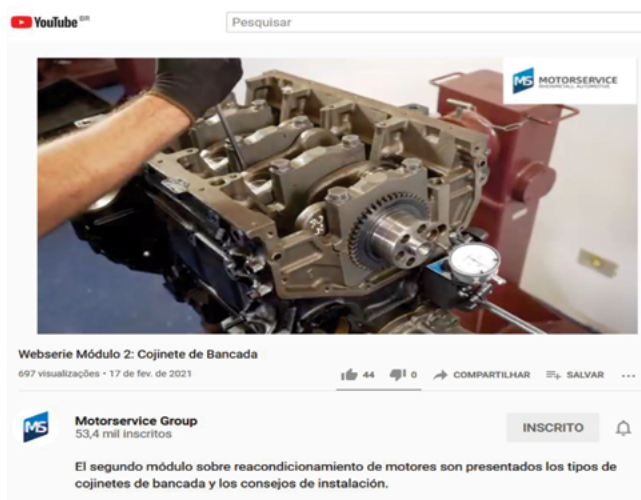 YouTube BR
Pesquisar
MS MOTORSERVICE
RHEINMETALL AUTOMOTIVE
Webserie Módulo 2: Cojinete de Bancada
697 visualizações • 17 de fev. de 2021
44 0 COMPARTILHAR SALVAR ...
MS
Motorservice Group
53,4 mil inscritos
INSCRITO
El segundo módulo sobre reacondicionamiento de motores son presentados los tipos de
cojinetes de bancada y los consejos de instalación.